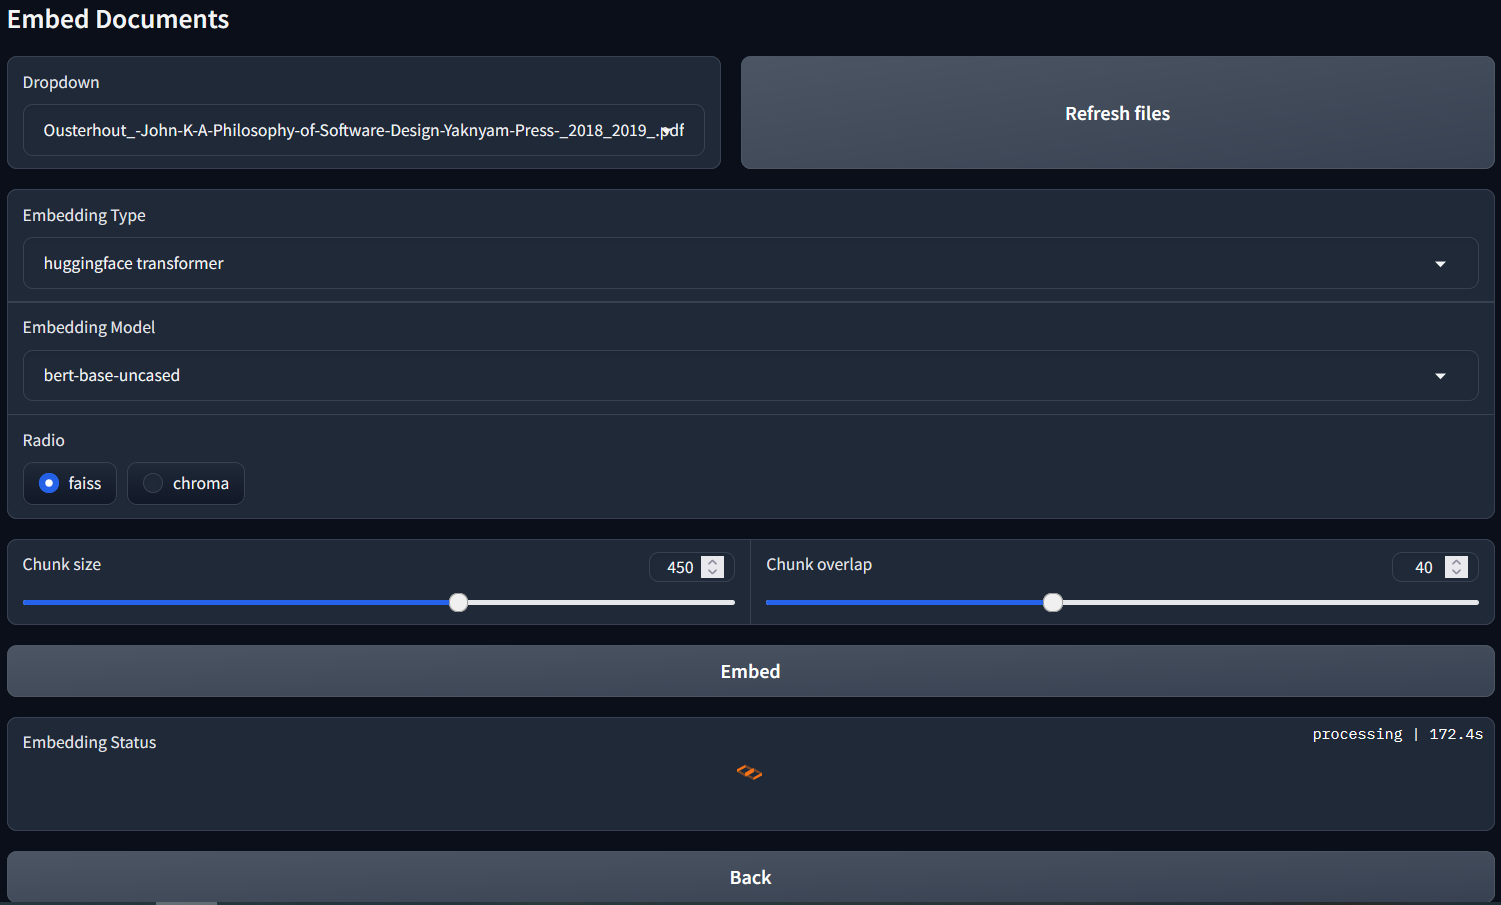 Embed Documents
Dropdown
Ousterhout_-John-K-A-Philosophy-of-Software-Design-Yaknyam-Press-_2018_2019_.pdf
Refresh files
Embedding Type
huggingface transformer
Embedding Model
bert-base-uncased
Radio
faiss
chroma
Chunk size
450
Chunk overlap
40
Embed
Embedding Status
processing | 172.4s
Back